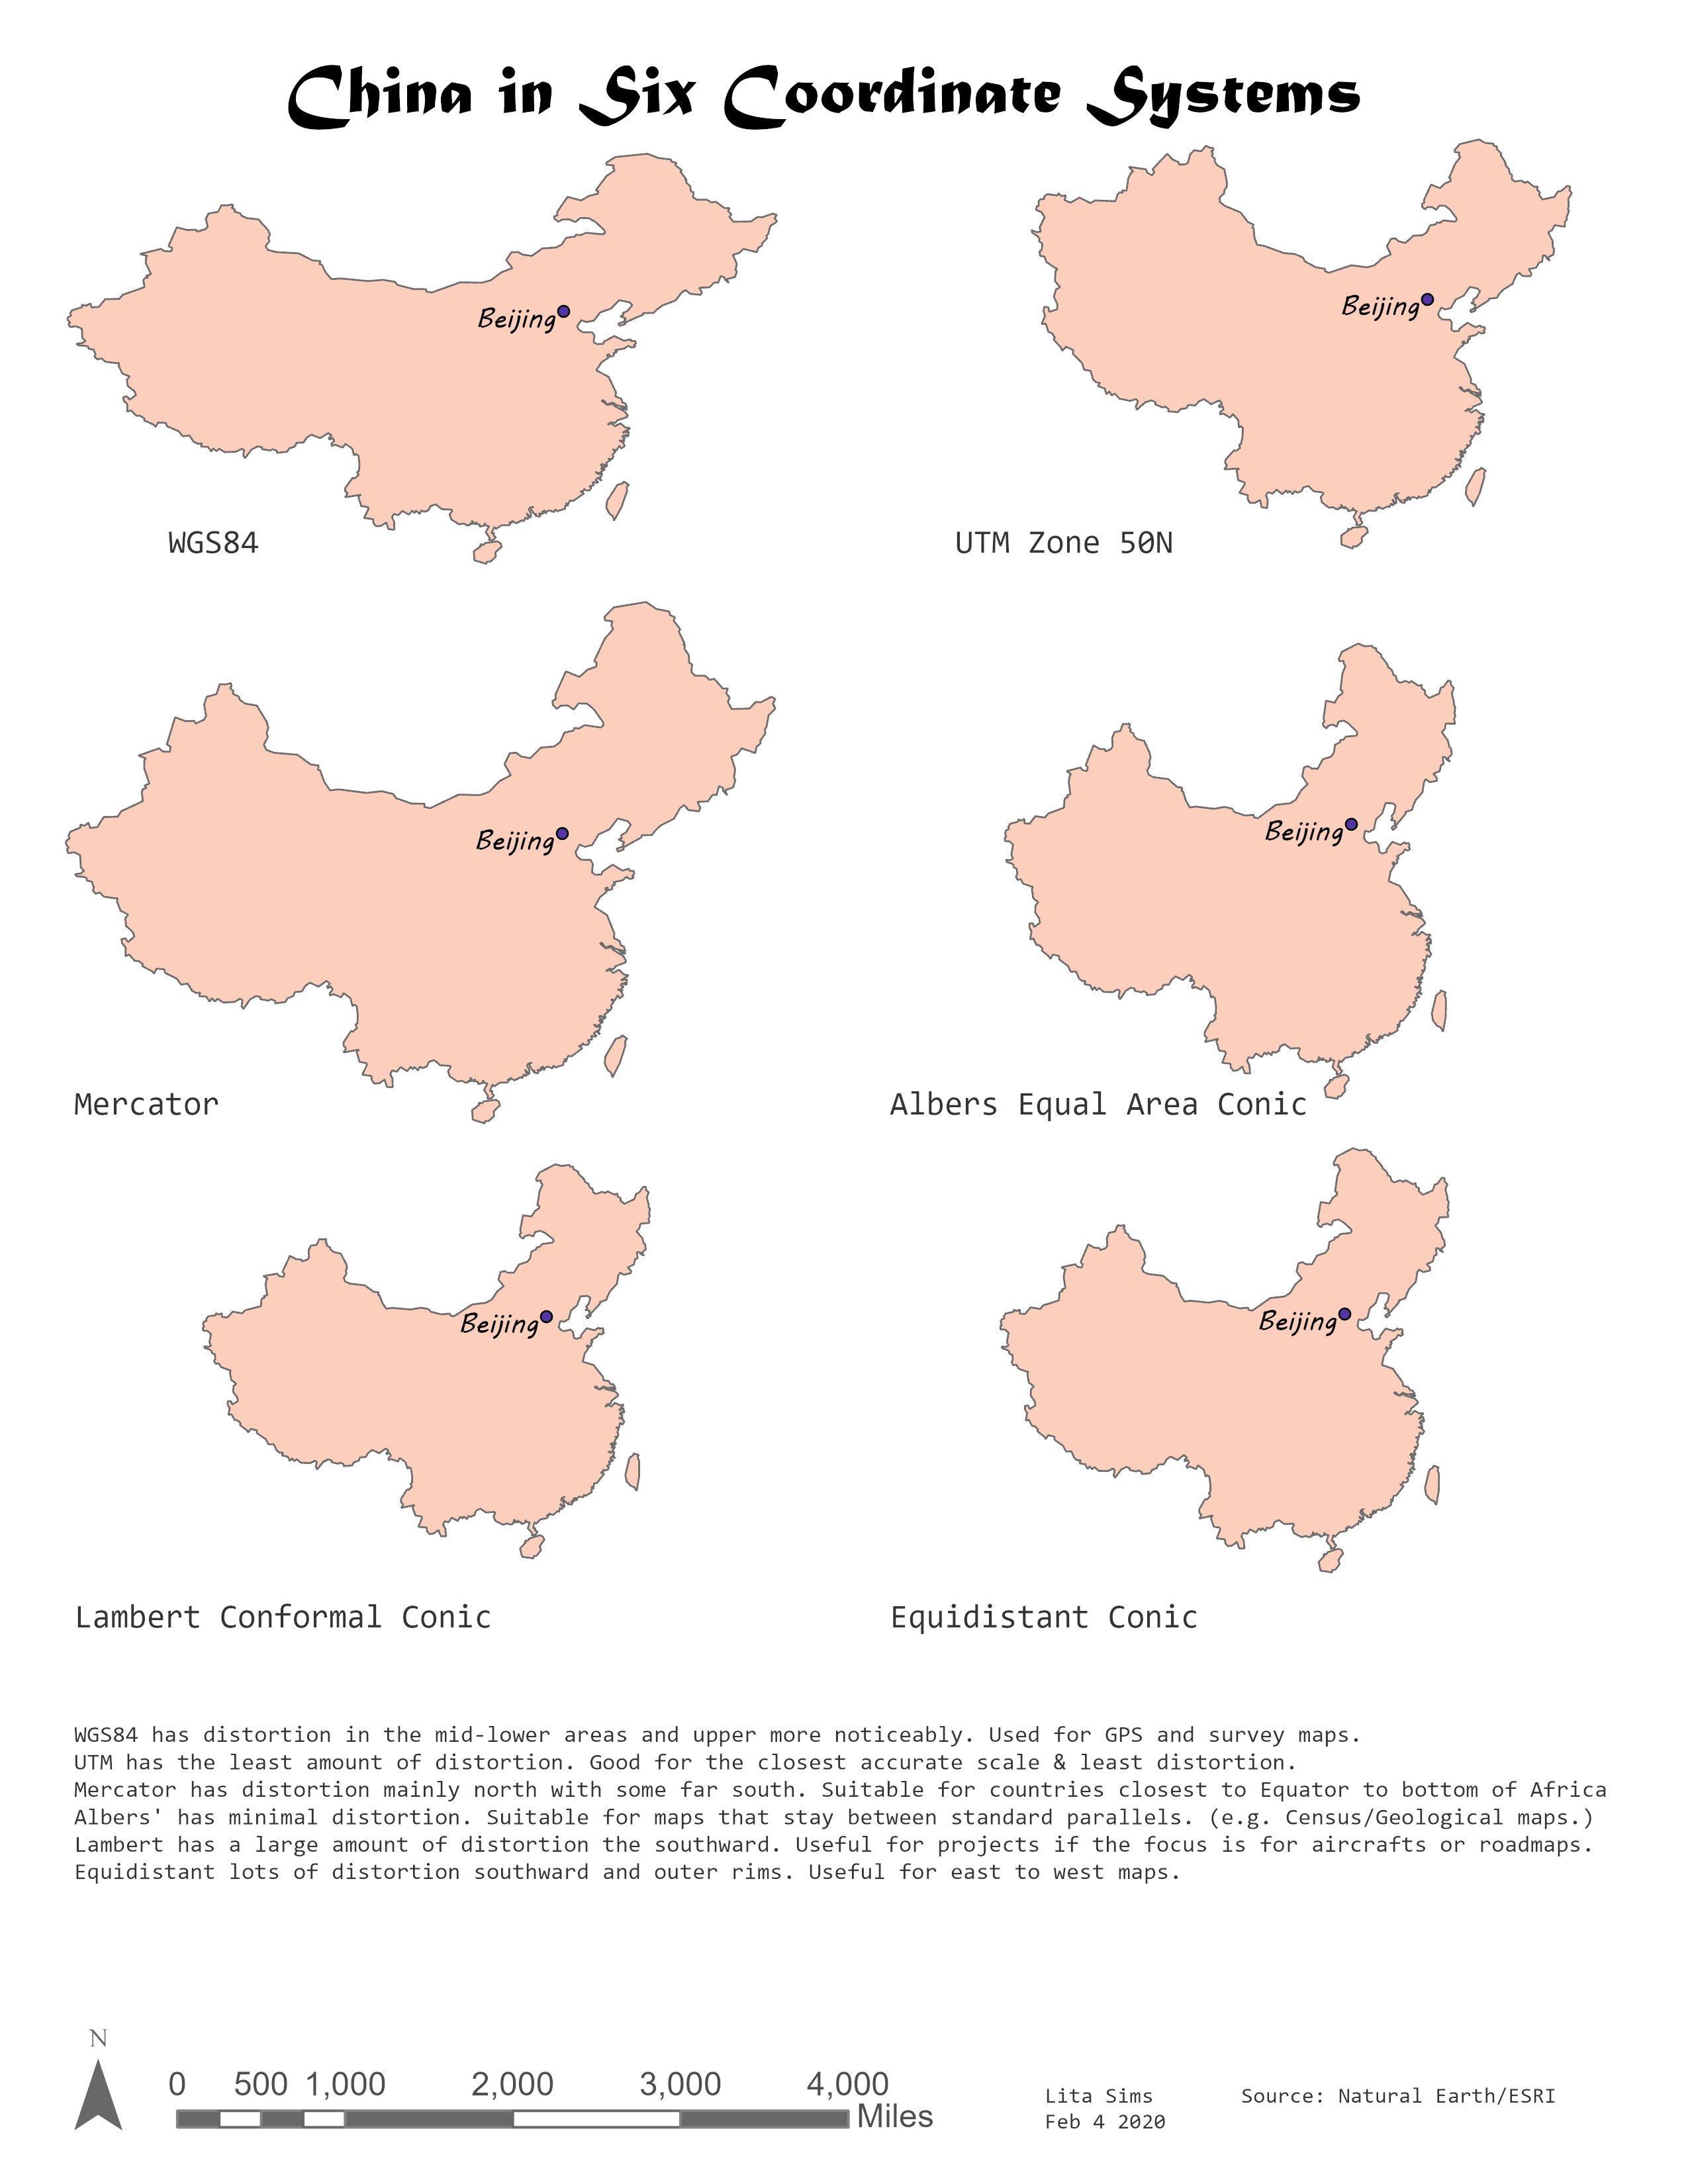 China in Six Coordinate Systems
Beijing
Beijing
WGS84
UTM Zone 50N
Beijing
Beijing
Mercator
Albers Equal Area Conic
Beijing
Beijing
Lambert Conformal Conic
Equidistant Conic
WGS84 has distortion in the mid-lower areas and upper more noticeably. Used for GPS and survey maps.
UTM has the least amount of distortion. Good for the closest accurate scale & least distortion.
Mercator has distortion mainly north with some far south. Suitable for countries closest to Equator to bottom of Africa
Albers' has minimal distortion. Suitable for maps that stay between standard parallels. (e.g. Census/Geological maps.)
Lambert has a large amount of distortion the southward. Useful for projects if the focus is for aircrafts or roadmaps.
Equidistant lots of distortion southward and outer rims. Useful for east to west maps.
N
0 500 1,000 2,000 3,000 4,000
Miles
Lita Sims
Feb 4 2020
Source: Natural Earth/ESRI